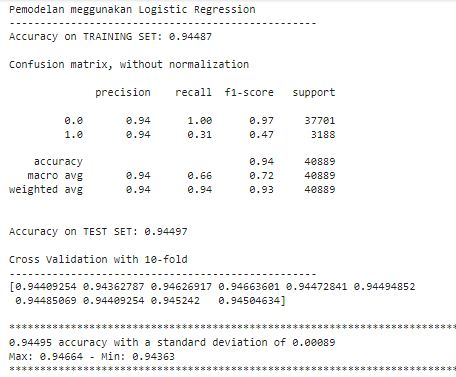 Pemodelan meggunakan Logistic Regression
--------------------------------------------------
Accuracy on TRAINING SET: 0.94487
Confusion matrix, without normalization
precision recall f1-score support
0.0 0.94 1.00 0.97 37701
1.0 0.94 0.31 0.47 3188
accuracy 0.94 40889
macro avg 0.94 0.66 0.72 40889
weighted avg 0.94 0.94 0.93 40889
Accuracy on TEST SET: 0.94497
Cross Validation with 10-fold
--------------------------------------------------
[0.94409254 0.94362787 0.94626917 0.94663601 0.94472841 0.94494852
0.94485069 0.94409254 0.945242 0.94504634]
*************************************************************************
0.94495 accuracy with a standard deviation of 0.00089
Max: 0.94664 - Min: 0.94363
*************************************************************************